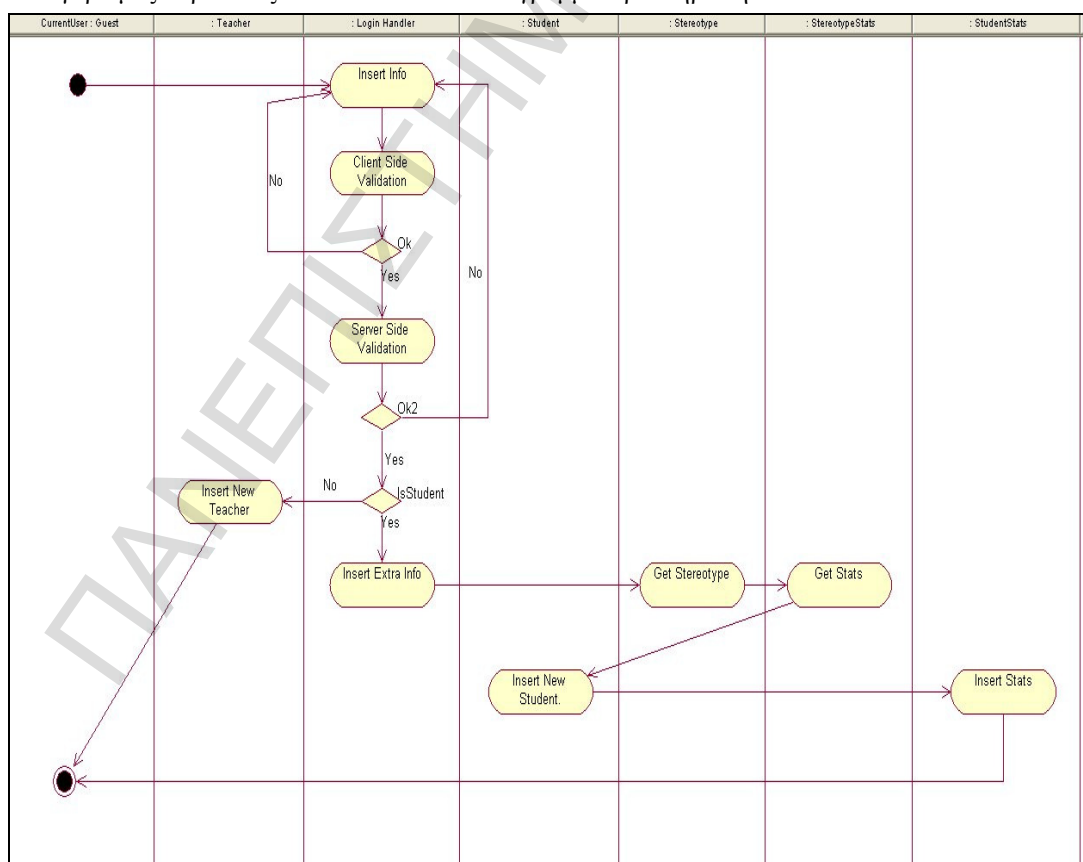 CurrentUser : Guest
: Teacher
: Login Handler
: Student
: Stereotype
: StereotypeStats
: StudentStats
Insert Info
Client Side
Validation
No
Ok
Yes
No
Server Side
Validation
Ok2
Yes
Insert New
Teacher
No
IsStudent
Yes
Insert Extra Info
Get Stereotype
Get Stats
Insert New
Student.
Insert Stats
ΠΑΝΕΠΙΣΤΗΜ